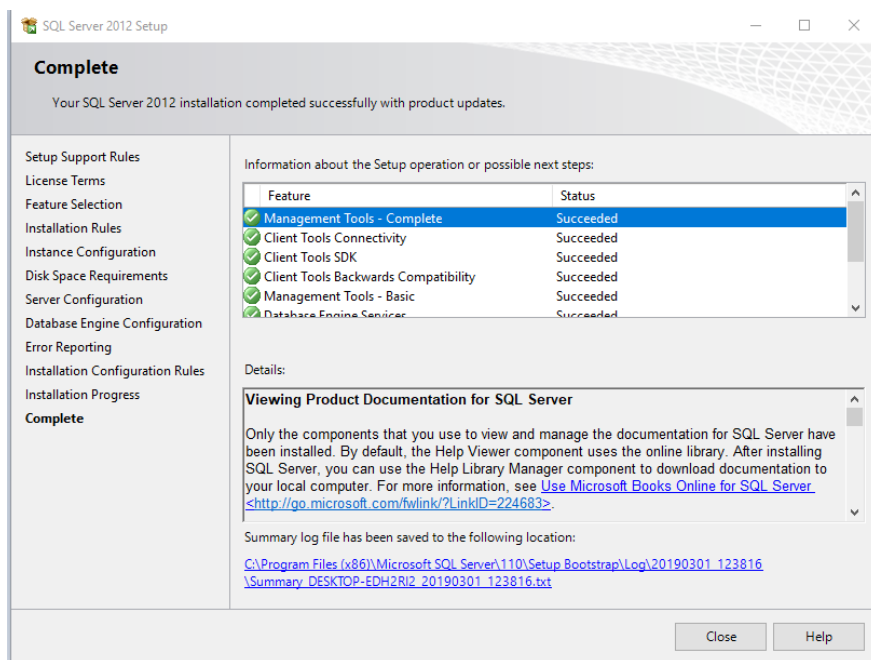 SQL Server 2012 Setup
Complete
Your SQL Server 2012 installation completed successfully with product updates.
Setup Support Rules
License Terms
Feature Selection
Installation Rules
Instance Configuration
Disk Space Requirements
Server Configuration
Database Engine Configuration
Error Reporting
Installation Configuration Rules
Installation Progress
Complete
Information about the Setup operation or possible next steps:
Feature Status
Management Tools - Complete Succeeded
Client Tools Connectivity Succeeded
Client Tools SDK Succeeded
Client Tools Backwards Compatibility Succeeded
Management Tools - Basic Succeeded
Database Engine Services Succeeded
Details:
Viewing Product Documentation for SQL Server
Only the components that you use to view and manage the documentation for SQL Server have
been installed. By default, the Help Viewer component uses the online library. After installing
SQL Server, you can use the Help Library Manager component to download documentation to
your local computer. For more information, see Use Microsoft Books Online for SQL Server
<http://go.microsoft.com/fwlink/?LinkID=224683>.
Summary log file has been saved to the following location:
C:\Program Files (x86)\Microsoft SQL Server\110\Setup Bootstrap\Log\20190301_123816
\Summary_DESKTOP-EDH2RI2_20190301_123816.txt
Close Help